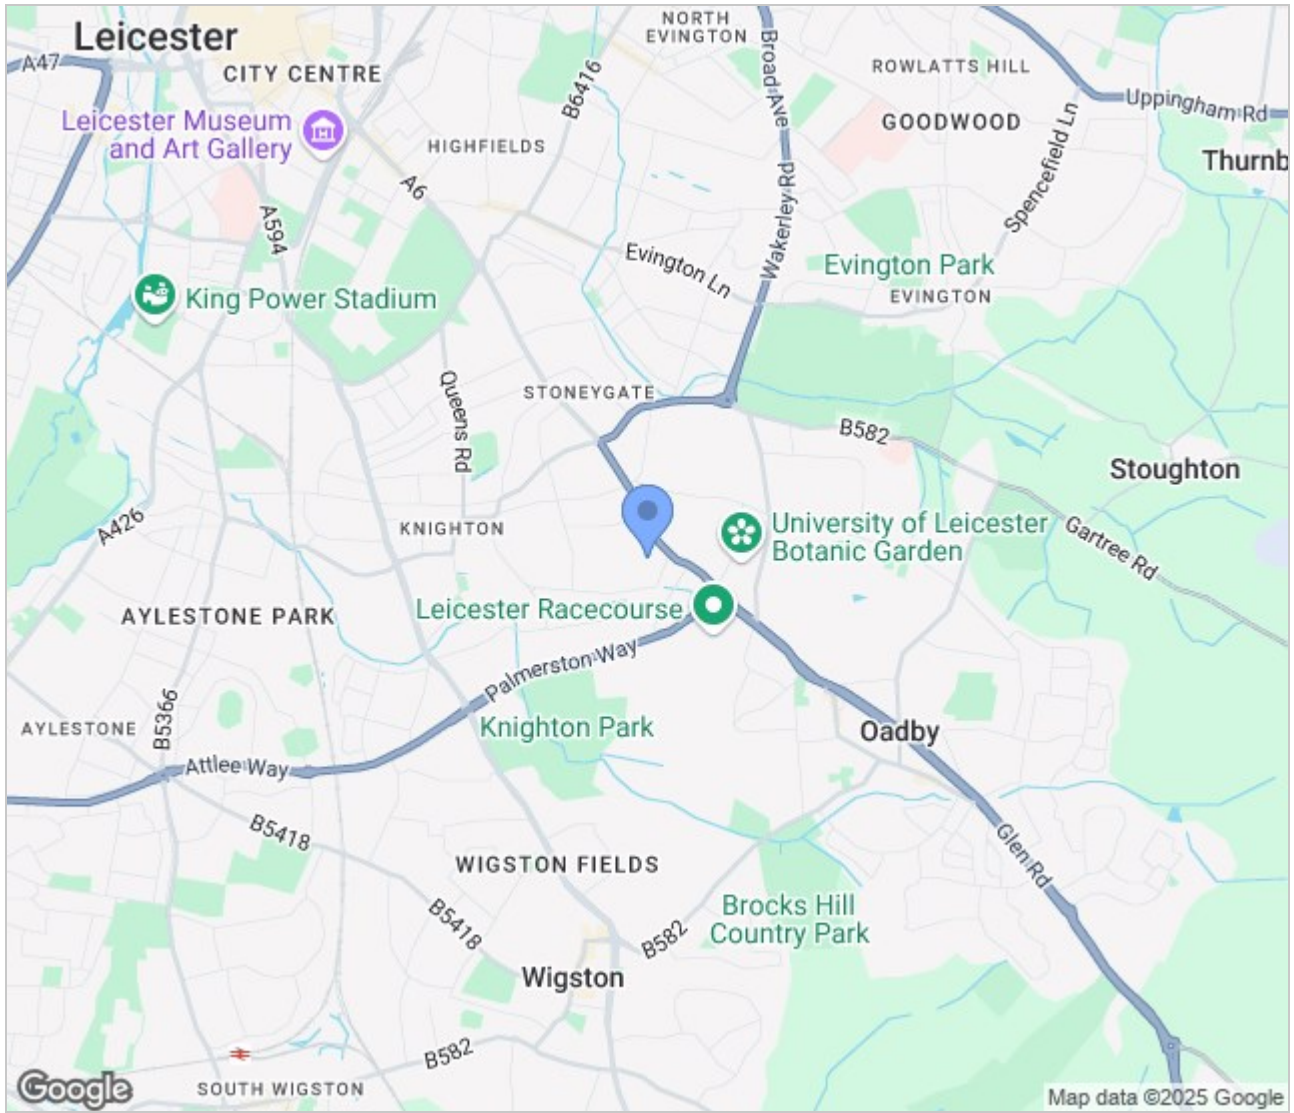 Leicester
A47
CITY CENTRE
NORTH
EVINGTON
Broad Ave
ROWLATTS HILL
Uppingham Rd
B6416
Leicester Museum
and Art Gallery
GOODWOOD
HIGHFIELDS
Thurnb
A6
Spencefield Ln
A594
Wakerley Rd
Evington Ln
Evington Park
EVINGTON
King Power Stadium
STONEYGATE
Queens Rd
B582
Stoughton
A426
KNIGHTON
University of Leicester
Botanic Garden
Gartree Rd
AYLESTONE PARK
Leicester Racecourse
Palmerston Way
AYLESTONE
B5366
Knighton Park
Oadby
Attlee Way
B5418
WIGSTON FIELDS
Glen Rd
B5418
Brocks Hill
Country Park
B582
Wigston
B582
SOUTH WIGSTON
Google
Map data ©2025 Google